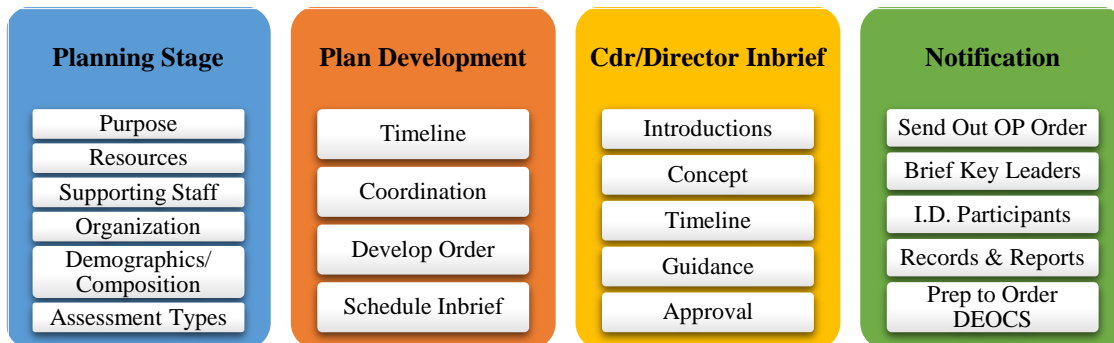 Planning Stage
Purpose
Resources
Supporting Staff
Organization
Demographics/
Composition
Assessment Types
Plan Development
Timeline
Coordination
Develop Order
Schedule Inbrief
Cdr/Director Inbrief
Introductions
Concept
Timeline
Guidance
Approval
Notification
Send Out OP Order
Brief Key Leaders
I.D. Participants
Records & Reports
Prep to Order
DEOCS